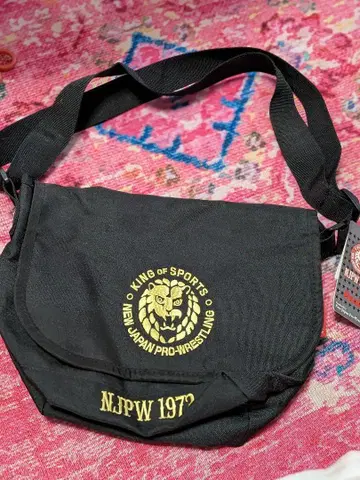 KING OF SPORTS
NEW JAPAN PRO-WRESTLING
NJPW 1972